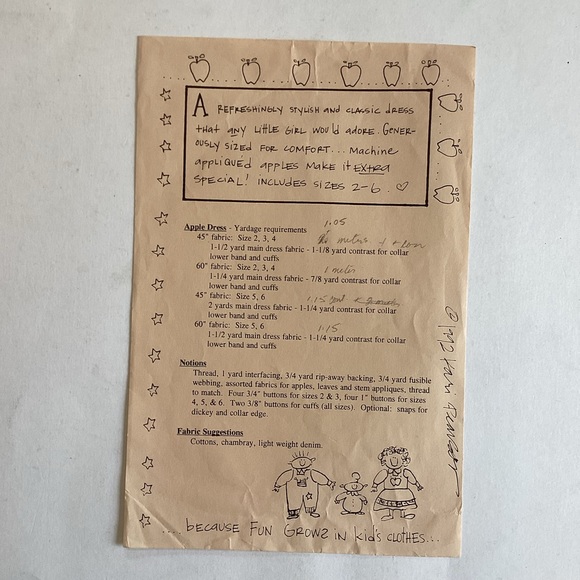 A REFRESHINGLY STYLISH AND CLASSIC DRESS
THAT ANY LITTLE GIRL WOULD ADORE. GENER-
OUSLY SIZED FOR COMFORT... MACHINE
APPLIQUED APPLES MAKE IT EXTRA
SPECIAL! INCLUDES SIZES 2-6. ♡
1.05
Apple Dress - Yardage requirements
metres
45" fabric: Size 2, 3, 4
1-1/2 yard main dress fabric - 1-1/8 yard contrast for collar
lower band and cuffs
60" fabric: Size 2, 3, 4 1 metre
1-1/4 yard main dress fabric - 7/8 yard contrast for collar
lower band and cuffs
45" fabric: Size 5, 6 1.15
2 yards main dress fabric - 1-1/4 yard contrast for collar
lower band and cuffs
60" fabric: Size 5, 6 1.15
1-1/2 yard main dress fabric - 1-1/4 yard contrast for collar
lower band and cuffs
Notions
Thread, 1 yard interfacing, 3/4 yard rip-away backing, 3/4 yard fusible
webbing, assorted fabrics for apples, leaves and stem appliques, thread
to match. Four 3/4" buttons for sizes 2 & 3, four 1" buttons for sizes
4, 5, & 6. Two 3/8" buttons for cuffs (all sizes). Optional: snaps for
dickey and collar edge.
Fabric Suggestions
Cottons, chambray, light weight denim.
....BECAUSE FUN GROWS IN KID'S CLOTHES...